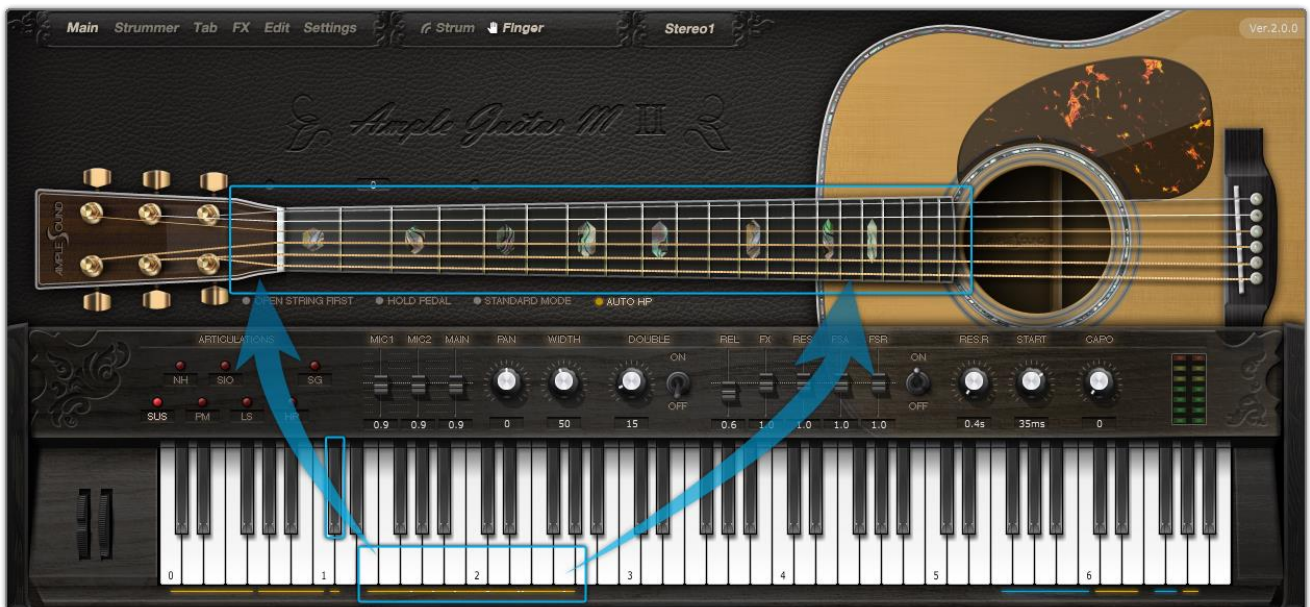 Main Strummer Tab FX Edit Settings Strum Finger Stereo1 Ver.2.0.0
Ample Guitar M II
0
AMPLE SOUND
OPEN STRING FIRST HOLD PEDAL STANDARD MODE AUTO HP
ARTICULATIONS MIC1 MIC2 MAIN PAN WIDTH DOUBLE REL FX RES FSA FSR RES.R START CAPO
ON ON
NH SIO SG
OFF OFF
SUS PM LS HP
0.9 0.9 0.9 0 50 15 0.6 1.0 1.0 1.0 1.0 0.4s 35ms 0
0 1 2 3 4 5 6